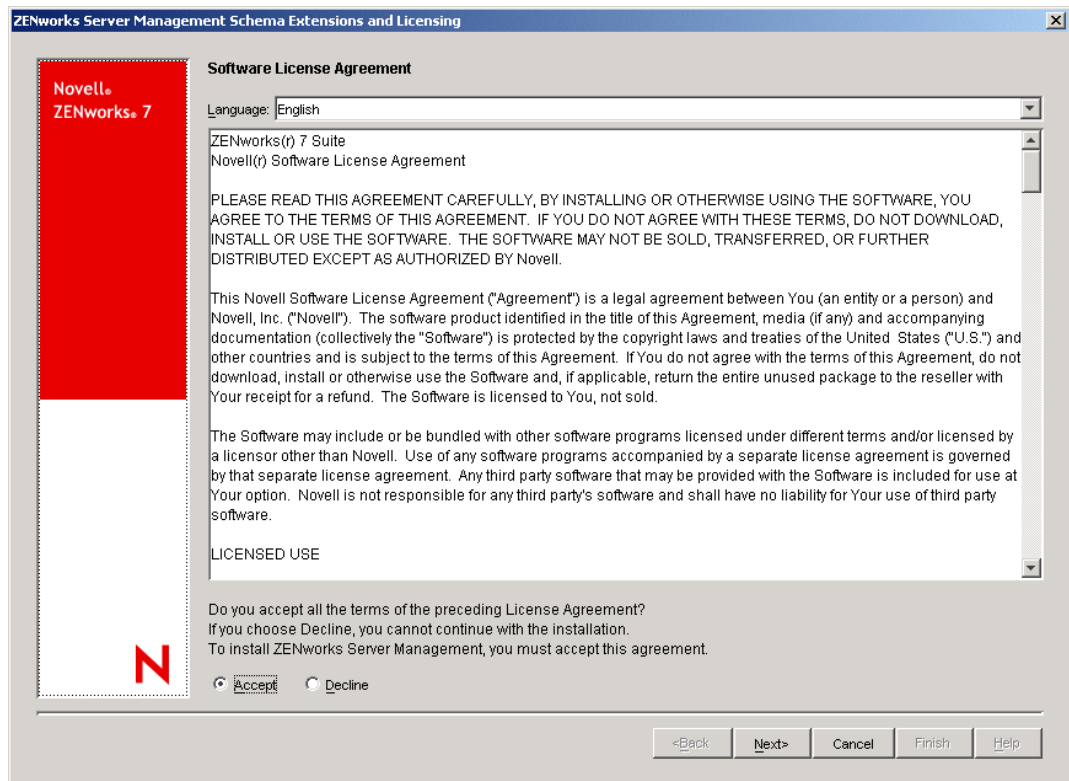 ZENworks Server Management Schema Extensions and Licensing
Novell®
ZENworks® 7
Software License Agreement
Language: English
ZENworks(r) 7 Suite
Novell(r) Software License Agreement
PLEASE READ THIS AGREEMENT CAREFULLY, BY INSTALLING OR OTHERWISE USING THE SOFTWARE, YOU
AGREE TO THE TERMS OF THIS AGREEMENT.  IF YOU DO NOT AGREE WITH THESE TERMS, DO NOT DOWNLOAD,
INSTALL OR USE THE SOFTWARE.  THE SOFTWARE MAY NOT BE SOLD, TRANSFERRED, OR FURTHER
DISTRIBUTED EXCEPT AS AUTHORIZED BY Novell.
This Novell Software License Agreement ("Agreement") is a legal agreement between You (an entity or a person) and
Novell, Inc. ("Novell").  The software product identified in the title of this Agreement, media (if any) and accompanying
documentation (collectively the "Software") is protected by the copyright laws and treaties of the United  States ("U.S.") and
other countries and is subject to the terms of this Agreement.  If You do not agree with the terms of this Agreement, do not
download, install or otherwise use the Software and, if applicable, return the entire unused package to the reseller with
Your receipt for a refund.  The Software is licensed to You, not sold.
The Software may include or be bundled with other software programs licensed under different terms and/or licensed by
a licensor other than Novell.  Use of any software programs accompanied by a separate license agreement is governed
by that separate license agreement.  Any third party software that may be provided with the Software is included for use at
Your option.  Novell is not responsible for any third party's software and shall have no liability for Your use of third party
software.
LICENSED USE
Do you accept all the terms of the preceding License Agreement?
If you choose Decline, you cannot continue with the installation.
To install ZENworks Server Management, you must accept this agreement.
N
Accept Decline
<Back Next> Cancel Finish Help